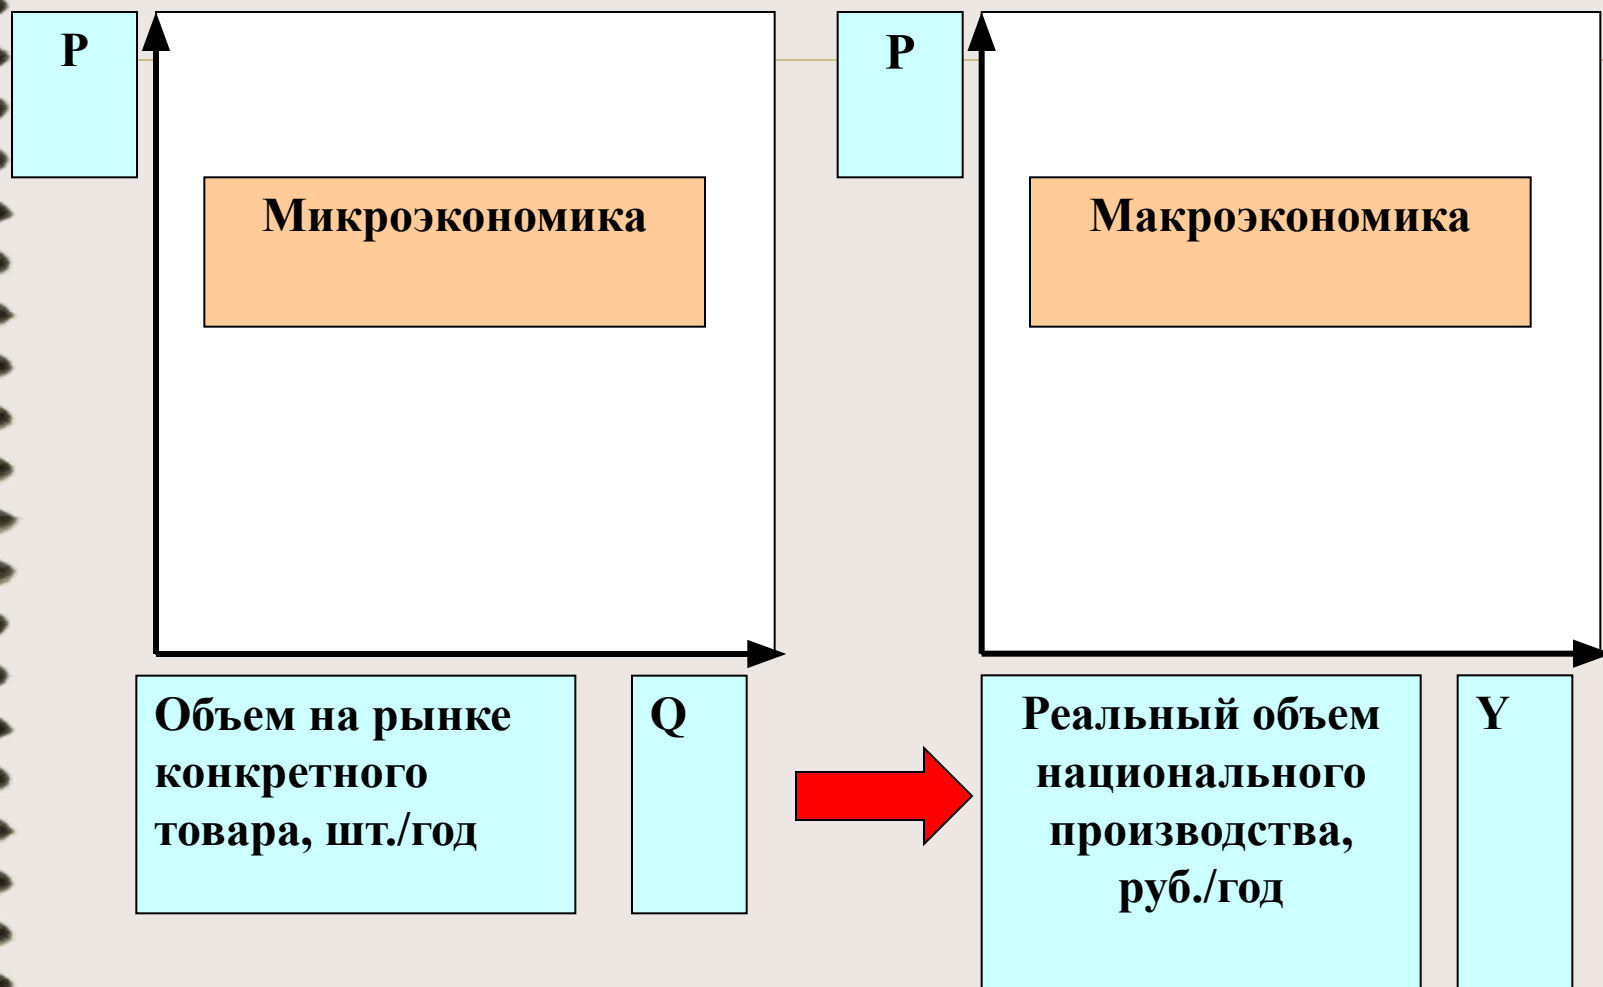 P
Микроэкономика
Объем на рынке
конкретного
товара, шт./год
Q
P
Макроэкономика
Реальный объем
национального
производства,
руб./год
Y